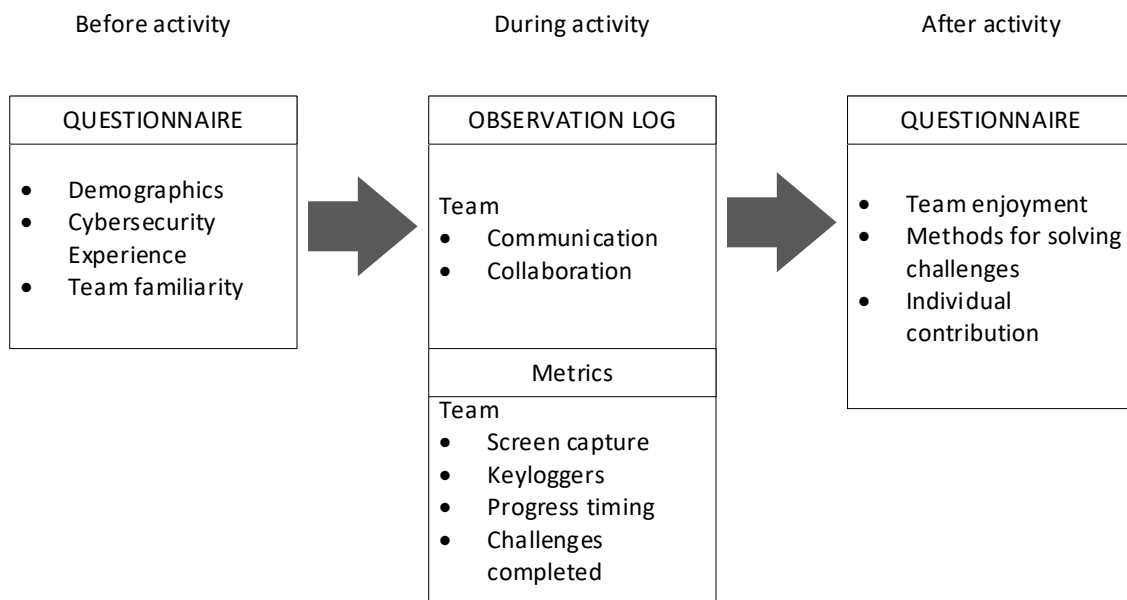 Before activity
During activity
After activity
QUESTIONNAIRE
• Demographics
• Cybersecurity
Experience
• Team familiarity
OBSERVATION LOG
Team
• Communication
• Collaboration
Metrics
Team
• Screen capture
• Keyloggers
• Progress timing
• Challenges
completed
QUESTIONNAIRE
• Team enjoyment
• Methods for solving
challenges
• Individual
contribution